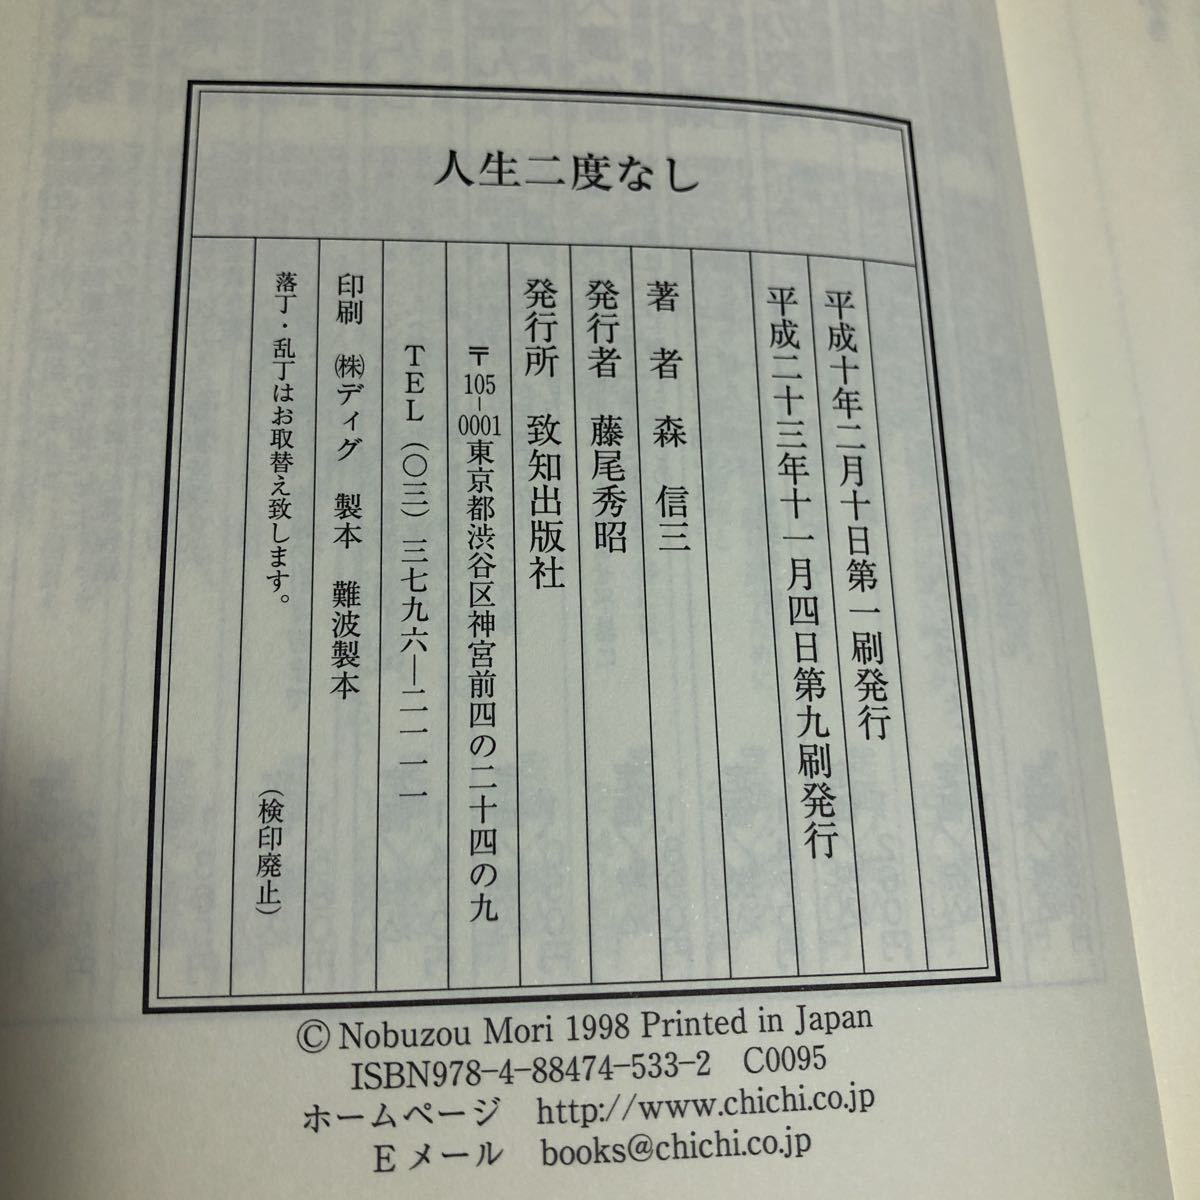 人生二度なし
平成十年二月十日第一刷発行
平成二十三年十一月四日第九刷発行
著 者 森 信三
発行者 藤尾秀昭
発行所 致知出版社
〒105-0001東京都渋谷区神宮前四の二十四の九
TEL(〇三)三七九六―二一一一
印刷 ㈱ディグ 製本 難波製本
落丁・乱丁はお取替え致します。
(検印廃止)
© Nobuzou Mori 1998 Printed in Japan
ISBN978-4-88474-533-2 C0095
ホームページ http://www.chichi.co.jp
Eメール books@chichi.co.jp